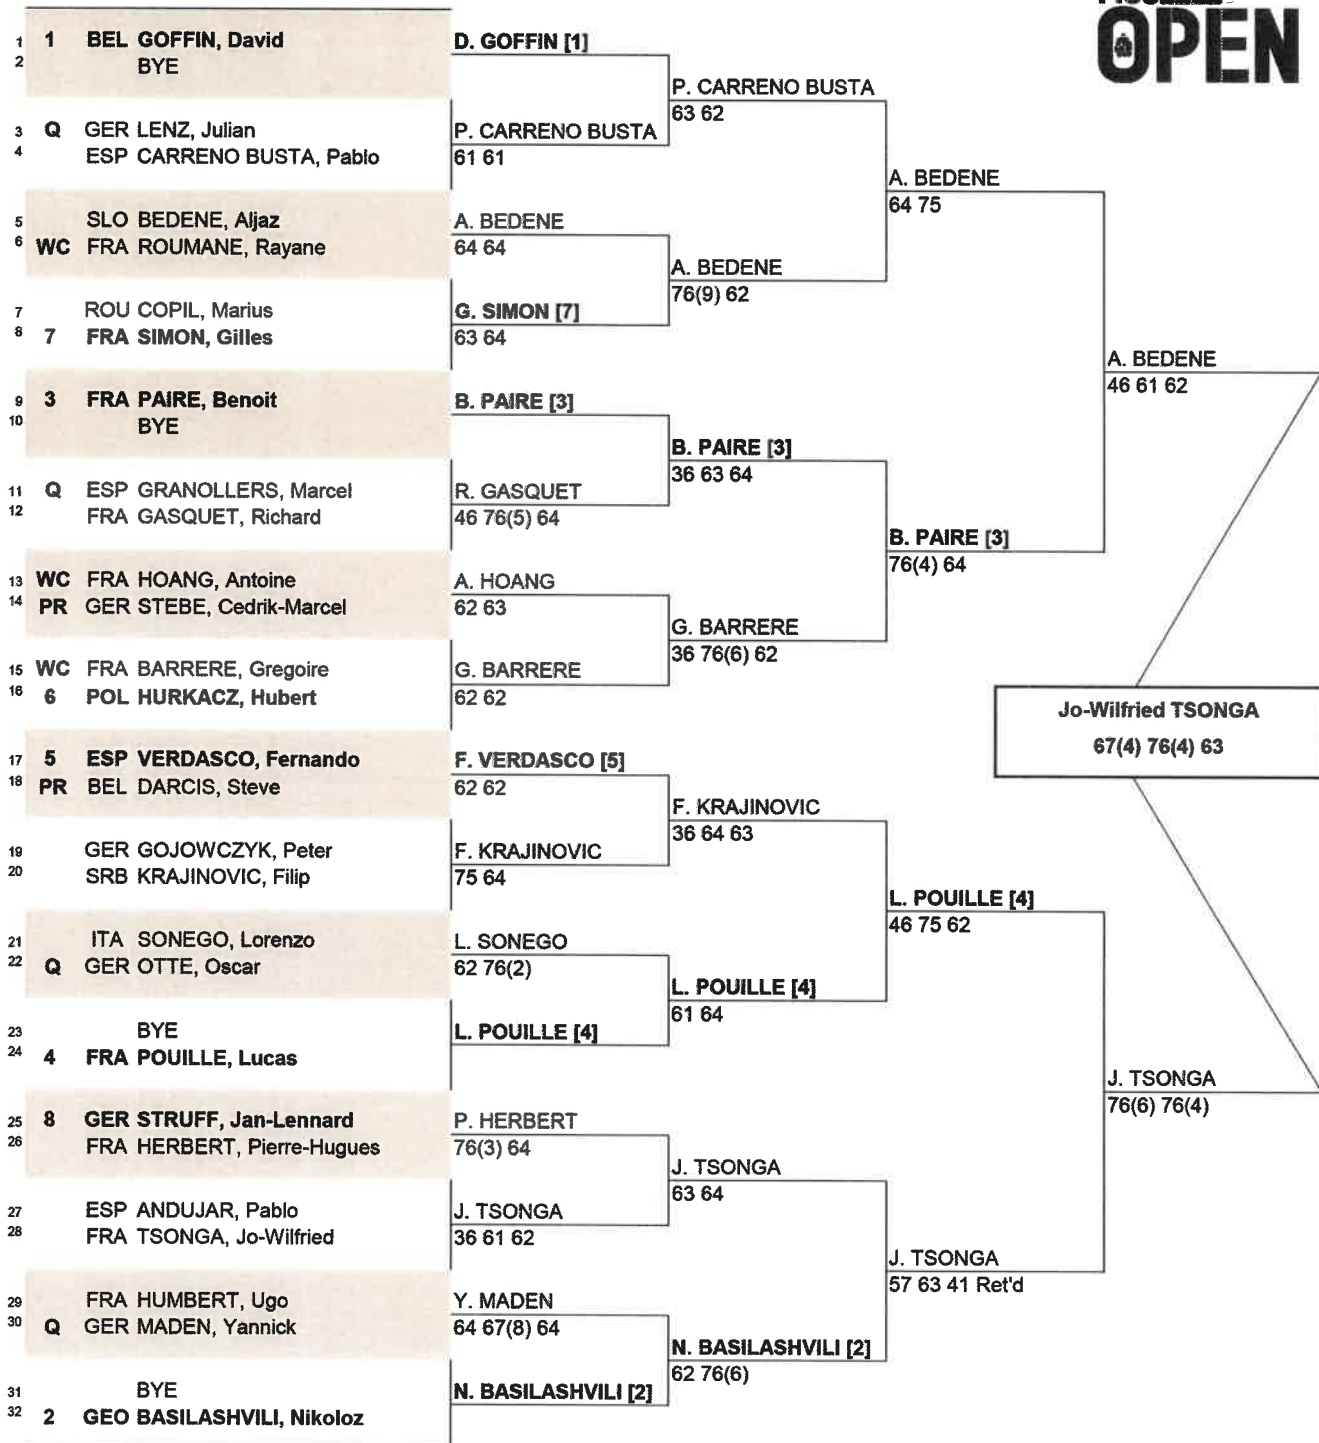 OPEN
1 1 BEL GOFFIN, David
2 BYE
3 Q GER LENZ, Julian
4 ESP CARRENO BUSTA, Pablo
5 SLO BEDENE, Aljaz
6 WC FRA ROUMANE, Rayane
7 ROU COPIL, Marius
8 7 FRA SIMON, Gilles
9 3 FRA PAIRE, Benoit
10 BYE
11 Q ESP GRANOLLERS, Marcel
12 FRA GASQUET, Richard
13 WC FRA HOANG, Antoine
14 PR GER STEBE, Cedrik-Marcel
15 WC FRA BARRERE, Gregoire
16 6 POL HURKACZ, Hubert
17 5 ESP VERDASCO, Fernando
18 PR BEL DARCIS, Steve
19 GER GOJOWCZYK, Peter
20 SRB KRAJINOVIC, Filip
21 ITA SONEGO, Lorenzo
22 Q GER OTTE, Oscar
23 BYE
24 4 FRA POUILLE, Lucas
25 8 GER STRUFF, Jan-Lennard
26 FRA HERBERT, Pierre-Hugues
27 ESP ANDUJAR, Pablo
28 FRA TSONGA, Jo-Wilfried
29 FRA HUMBERT, Ugo
30 Q GER MADEN, Yannick
31 BYE
32 2 GEO BASILASHVILI, Nikoloz
D. GOFFIN [1]
P. CARRENO BUSTA
61 61
A. BEDENE
64 64
G. SIMON [7]
63 64
B. PAIRE [3]
R. GASQUET
46 76(5) 64
A. HOANG
62 63
G. BARRERE
62 62
F. VERDASCO [5]
62 62
F. KRAJINOVIC
75 64
L. SONEGO
62 76(2)
L. POUILLE [4]
P. HERBERT
76(3) 64
J. TSONGA
36 61 62
Y. MADEN
64 67(8) 64
N. BASILASHVILI [2]
P. CARRENO BUSTA
63 62
A. BEDENE
76(9) 62
B. PAIRE [3]
36 63 64
G. BARRERE
36 76(6) 62
F. KRAJINOVIC
36 64 63
L. POUILLE [4]
61 64
J. TSONGA
63 64
N. BASILASHVILI [2]
62 76(6)
A. BEDENE
64 75
B. PAIRE [3]
76(4) 64
L. POUILLE [4]
46 75 62
J. TSONGA
57 63 41 Ret'd
A. BEDENE
46 61 62
J. TSONGA
76(6) 76(4)
Jo-Wilfried TSONGA
67(4) 76(4) 63